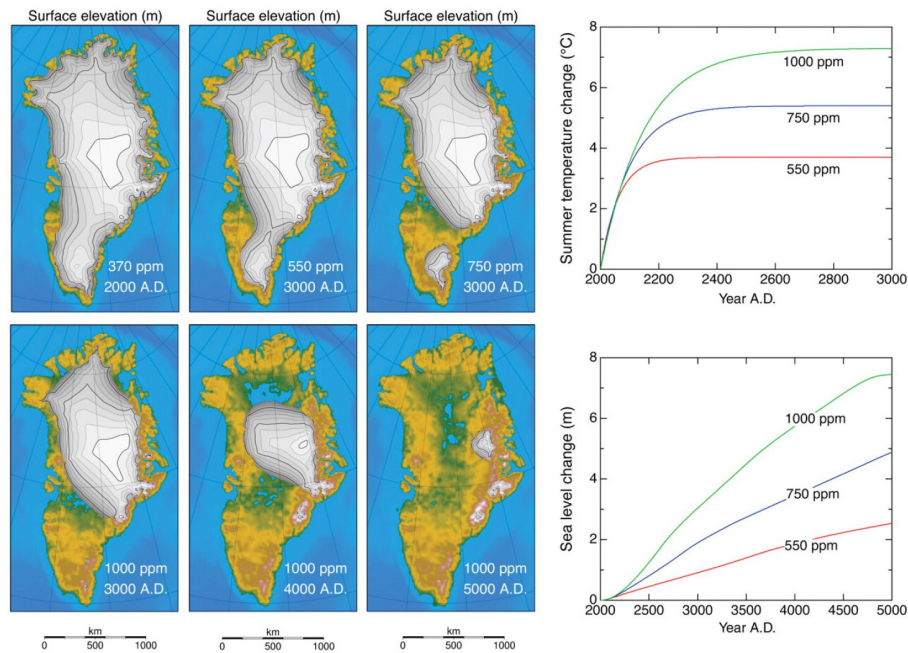 Surface elevation (m)
Surface elevation (m)
Surface elevation (m)
370 ppm
2000 A.D.
550 ppm
3000 A.D.
750 ppm
3000 A.D.
1000 ppm
3000 A.D.
1000 ppm
4000 A.D.
1000 ppm
5000 A.D.
km
0 500 1000
km
0 500 1000
km
0 500 1000
Summer temperature change (°C)
8
6
4
2
0
1000 ppm
750 ppm
550 ppm
2000 2200 2400 2600 2800 3000
Year A.D.
Sea level change (m)
8
6
4
2
0
1000 ppm
750 ppm
550 ppm
2000 2500 3000 3500 4000 4500 5000
Year A.D.